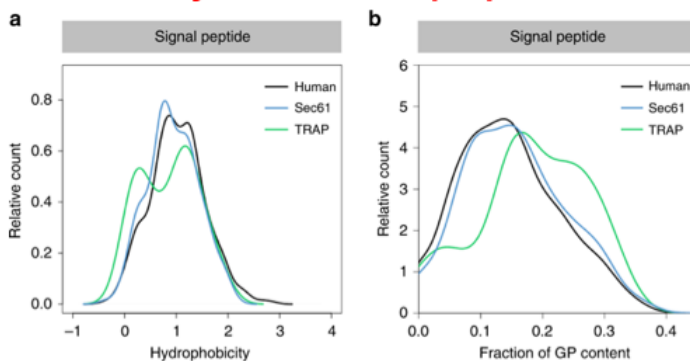 a
Signal peptide
Human
Sec61
TRAP
Relative count
0.8
0.6
0.4
0.2
0.0
−1
0
1
2
3
4
Hydrophobicity
b
Signal peptide
Human
Sec61
TRAP
Relative count
6
5
4
3
2
1
0
0.0
0.1
0.2
0.3
0.4
Fraction of GP content